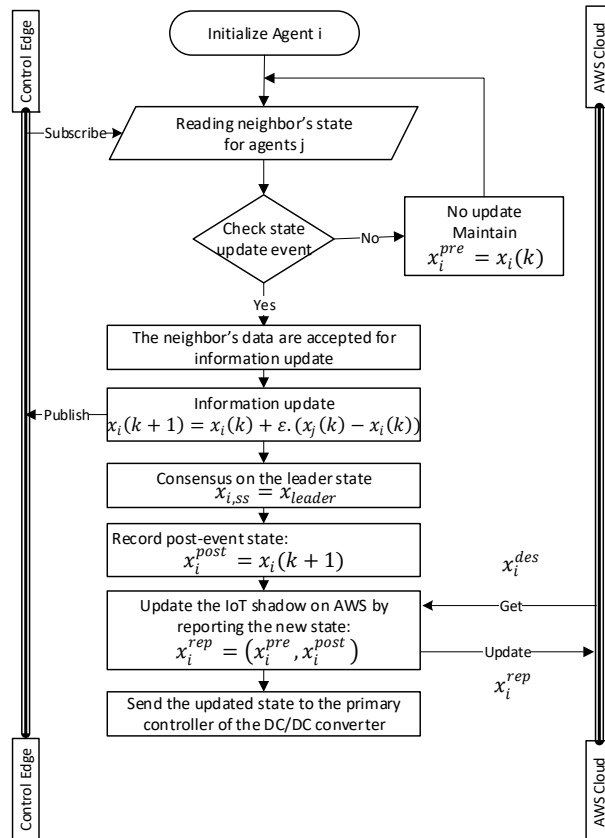 Control Edge
AWS Cloud
Initialize Agent i
Subscribe
Reading neighbor's state
for agents j
Check state
update event
No
No update
Maintain
$x_i^{pre} = x_i(k)$
Yes
The neighbor's data are accepted for
information update
Publish
Information update
$x_i(k+1) = x_i(k) + \varepsilon.(x_j(k) - x_i(k))$
Consensus on the leader state
$x_{i,ss} = x_{leader}$
Record post-event state:
$x_i^{post} = x_i(k+1)$
$x_i^{des}$
Get
Update the IoT shadow on AWS by
reporting the new state:
$x_i^{rep} = (x_i^{pre}, x_i^{post})$
Update
$x_i^{rep}$
Send the updated state to the primary
controller of the DC/DC converter
Control Edge
AWS Cloud